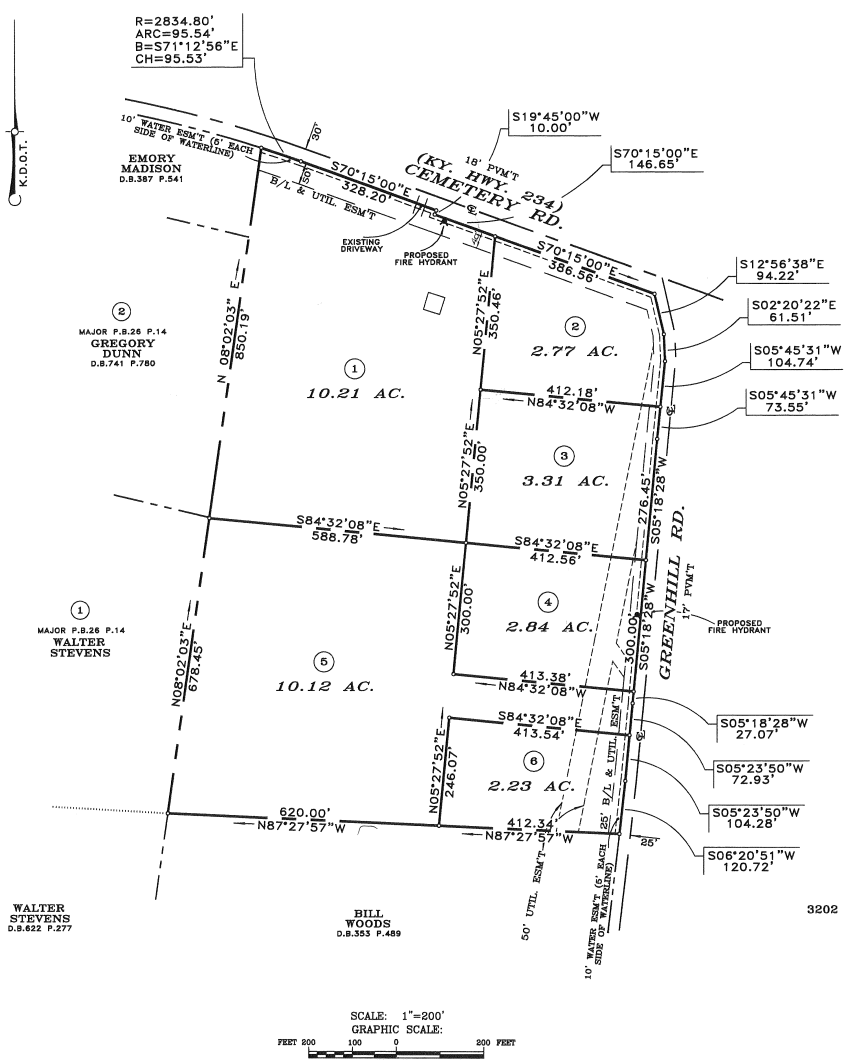 R=2834.80'
ARC=95.54'
B=S71°12'56"E
CH=95.53'
K.D.O.T.
10' WATER ESM'T (5' EACH
SIDE OF WATERLINE)
EMORY
MADISON
D.B.387 P.541
30'
50'
S70°15'00"E
328.20'
B/L & UTIL. ESM'T
18' PVM'T
(KY. HWY. 234)
CEMETERY RD.
℄
S19°45'00"W
10.00'
S70°15'00"E
146.65'
EXISTING
DRIVEWAY
PROPOSED
FIRE HYDRANT
S70°15'00"E
386.56'
S12°56'38"E
94.22'
S02°20'22"E
61.51'
S05°45'31"W
104.74'
S05°45'31"W
73.55'
2
MAJOR P.B.26 P.14
GREGORY
DUNN
D.B.741 P.780
N 08°02'03" E
850.19'
1
10.21 AC.
N05°27'52"E
350.46'
2
2.77 AC.
412.18'
N84°32'08"W
℄
3
3.31 AC.
N05°27'52"E
350.00'
276.45'
S05°18'28"W
GREENHILL RD.
17' PVM'T
S84°32'08"E
588.78'
S84°32'08"E
412.56'
1
MAJOR P.B.26 P.14
WALTER
STEVENS
N08°02'03"E
678.45'
5
10.12 AC.
N05°27'52"E
300.00'
4
2.84 AC.
300.00'
S05°18'28"W
PROPOSED
FIRE HYDRANT
413.38'
N84°32'08"W
S84°32'08"E
413.54'
℄
S05°18'28"W
27.07'
S05°23'50"W
72.93'
S05°23'50"W
104.28'
S06°20'51"W
120.72'
N05°27'52"E
246.07'
6
2.23 AC.
25' B/L & UTIL. ESM'T
620.00'
N87°27'57"W
412.34'
N87°27'57"W
25'
50' UTIL. ESM'T
10' WATER ESM'T (5' EACH
SIDE OF WATERLINE)
WALTER
STEVENS
D.B.622 P.277
BILL
WOODS
D.B.353 P.489
3202
SCALE: 1"=200'
GRAPHIC SCALE:
FEET 200 100 0 200 FEET